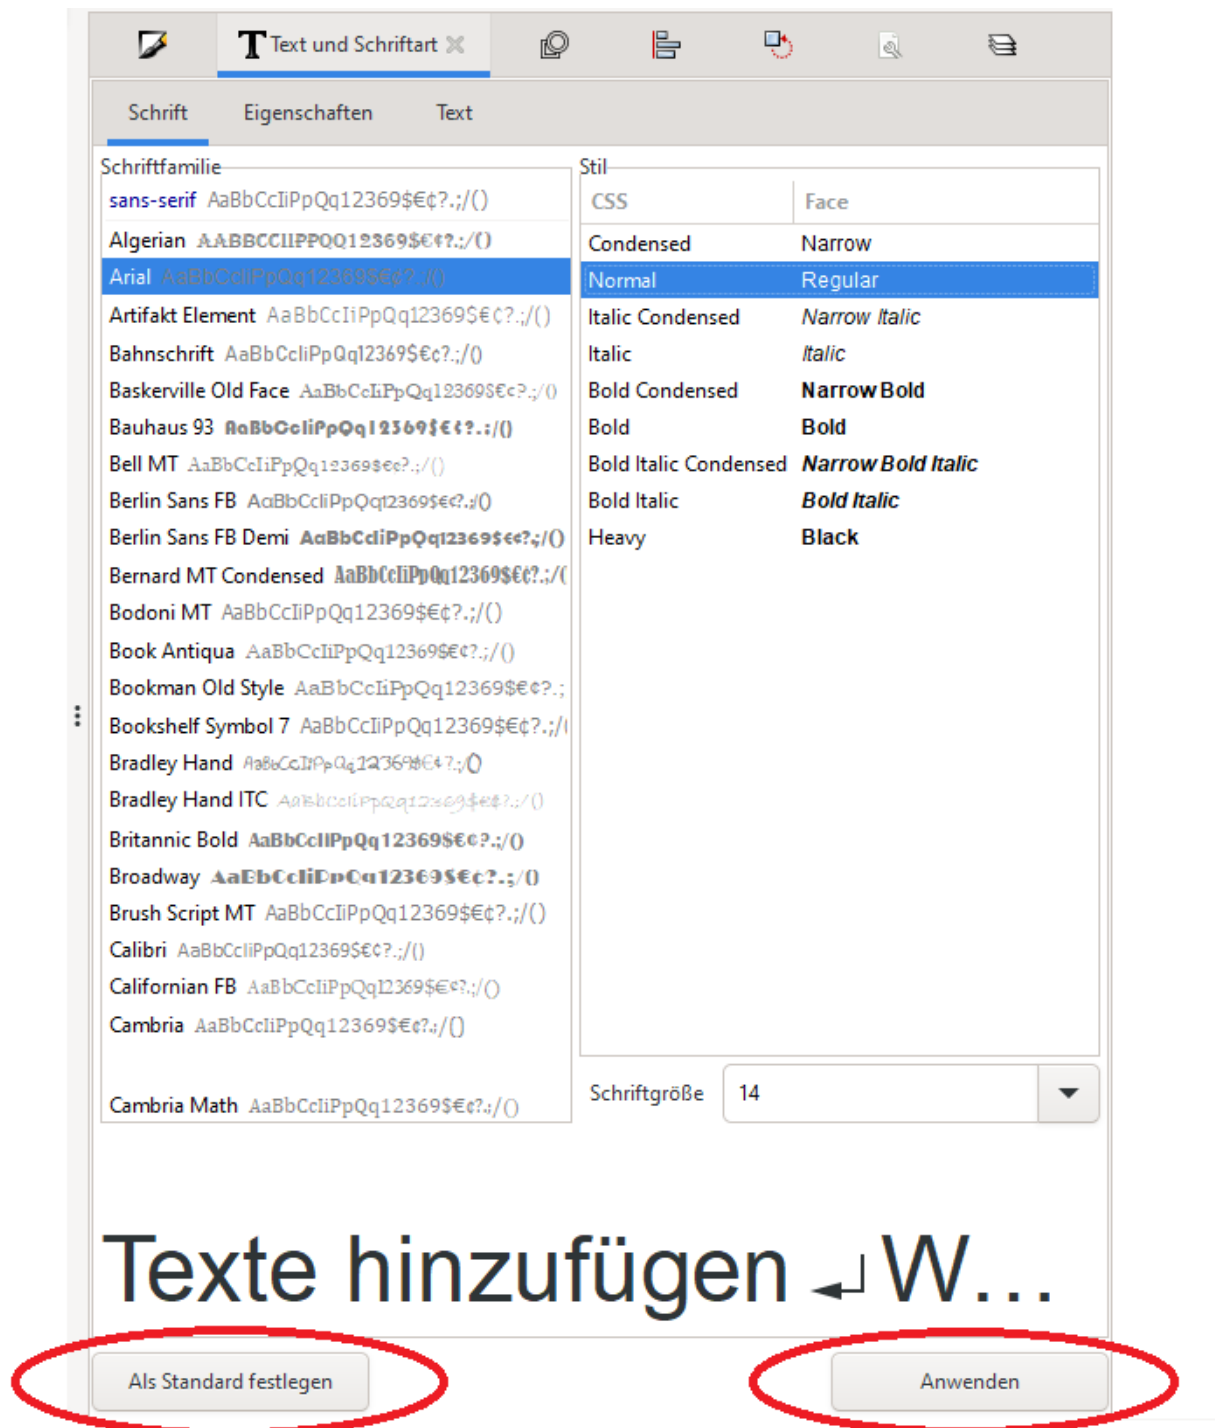 Text und Schriftart
Schrift Eigenschaften Text
Schriftfamilie
sans-serif AaBbCcIiPpQq12369$€¢?.;/()
Algerian AABBCCIIPPQQ12369$€¢?.;/()
Arial AaBbCcIiPpQq12369$€¢?.;/()
Artifakt Element AaBbCcIiPpQq12369$€¢?.;/()
Bahnschrift AaBbCcIiPpQq12369$€¢?.;/()
Baskerville Old Face AaBbCcIiPpQq12369$€¢?.;/()
Bauhaus 93 AaBbCcIiPpQq12369$€¢?.;/()
Bell MT AaBbCcIiPpQq12369$€¢?.;/()
Berlin Sans FB AaBbCcIiPpQq12369$€¢?.;/()
Berlin Sans FB Demi AaBbCcIiPpQq12369$€¢?.;/()
Bernard MT Condensed AaBbCcIiPpQq12369$€¢?.;/(
Bodoni MT AaBbCcIiPpQq12369$€¢?.;/()
Book Antiqua AaBbCcIiPpQq12369$€¢?.;/()
Bookman Old Style AaBbCcIiPpQq12369$€¢?.;
Bookshelf Symbol 7 AaBbCcIiPpQq12369$€¢?.;/(
Bradley Hand AaBbCcIiPpQq12369$€¢?.;/()
Bradley Hand ITC AaBbCcIiPpQq12369$€¢?.;/()
Britannic Bold AaBbCcIiPpQq12369$€¢?.;/()
Broadway AaBbCcIiPpQq12369$€¢?.;/()
Brush Script MT AaBbCcIiPpQq12369$€¢?.;/()
Calibri AaBbCcIiPpQq12369$€¢?.;/()
Californian FB AaBbCcIiPpQq12369$€¢?.;/()
Cambria AaBbCcIiPpQq12369$€¢?.;/()
Cambria Math AaBbCcIiPpQq12369$€¢?.;/()
Stil
CSS Face
Condensed Narrow
Normal Regular
Italic Condensed Narrow Italic
Italic Italic
Bold Condensed Narrow Bold
Bold Bold
Bold Italic Condensed Narrow Bold Italic
Bold Italic Bold Italic
Heavy Black
Schriftgröße 14
Texte hinzufügen ↵ W...
Als Standard festlegen Anwenden